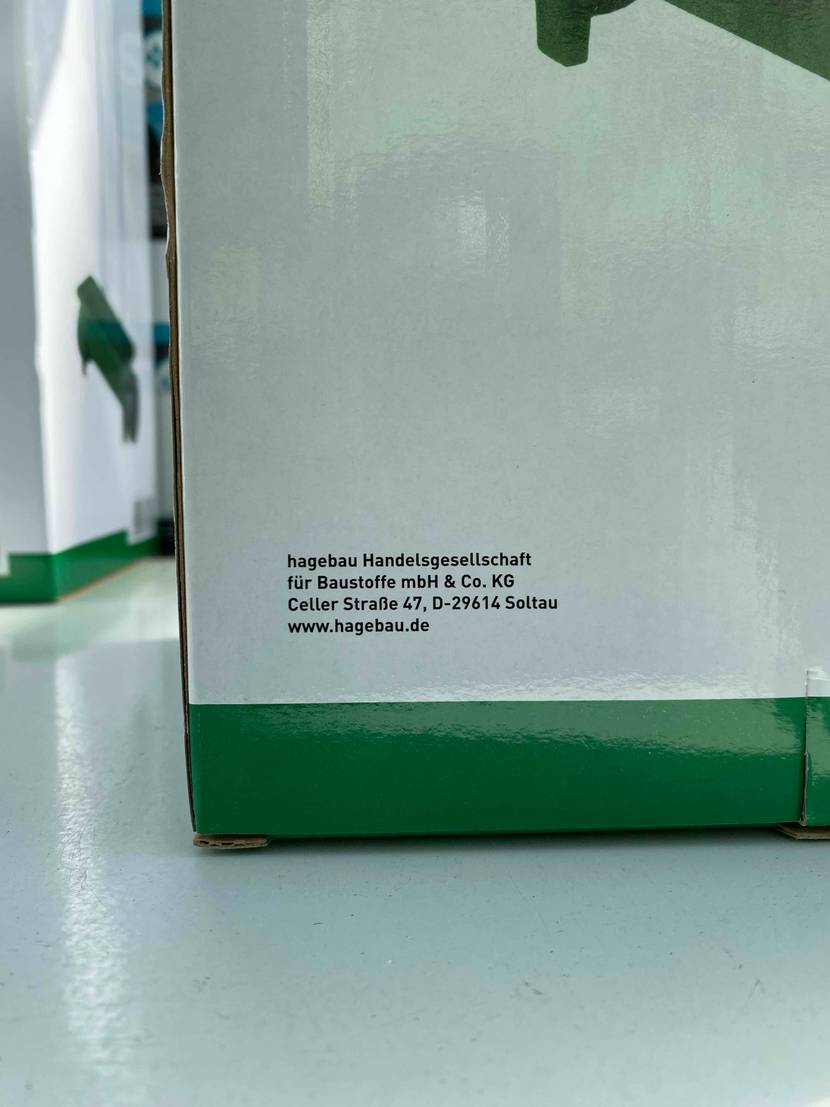 hagebau Handelsgesellschaft
für Baustoffe mbH & Co. KG
Celler Straße 47, D-29614 Soltau
www.hagebau.de